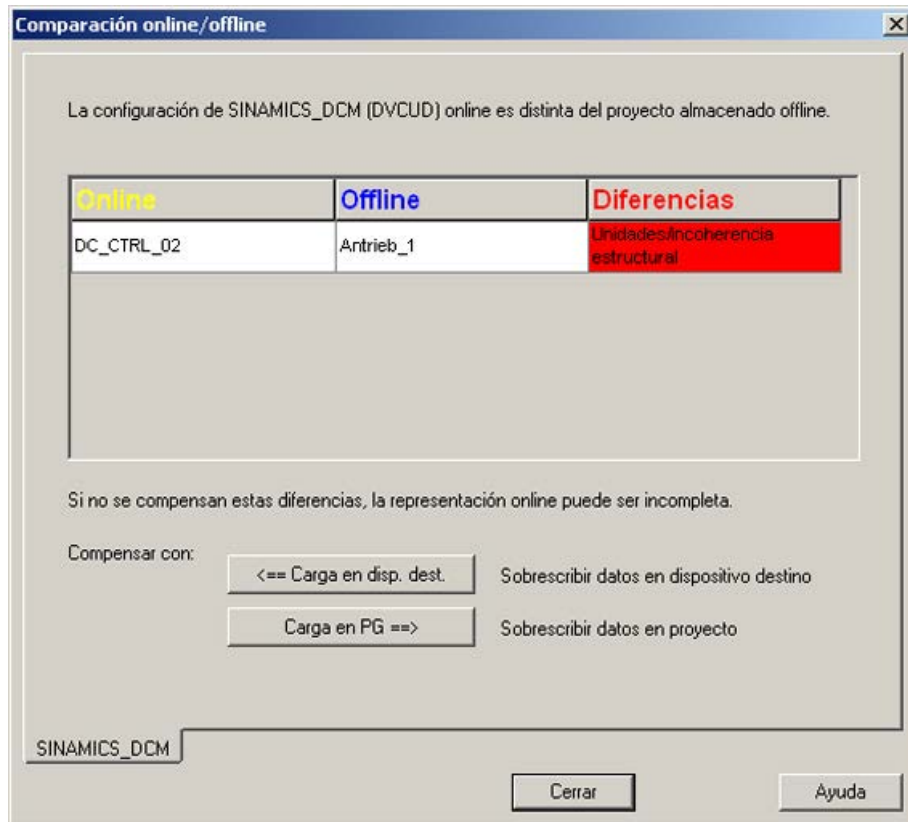 Comparación online/offline
La configuración de SINAMICS_DCM (DVCUD) online es distinta del proyecto almacenado offline.
Online Offline Diferencias
DC_CTRL_02 Antrieb_1 Unidades/Incoherencia
estructural
Si no se compensan estas diferencias, la representación online puede ser incompleta.
Compensar con:
<== Carga en disp. dest. Sobrescribir datos en dispositivo destino
Carga en PG ==> Sobrescribir datos en proyecto
SINAMICS_DCM
Cerrar Ayuda